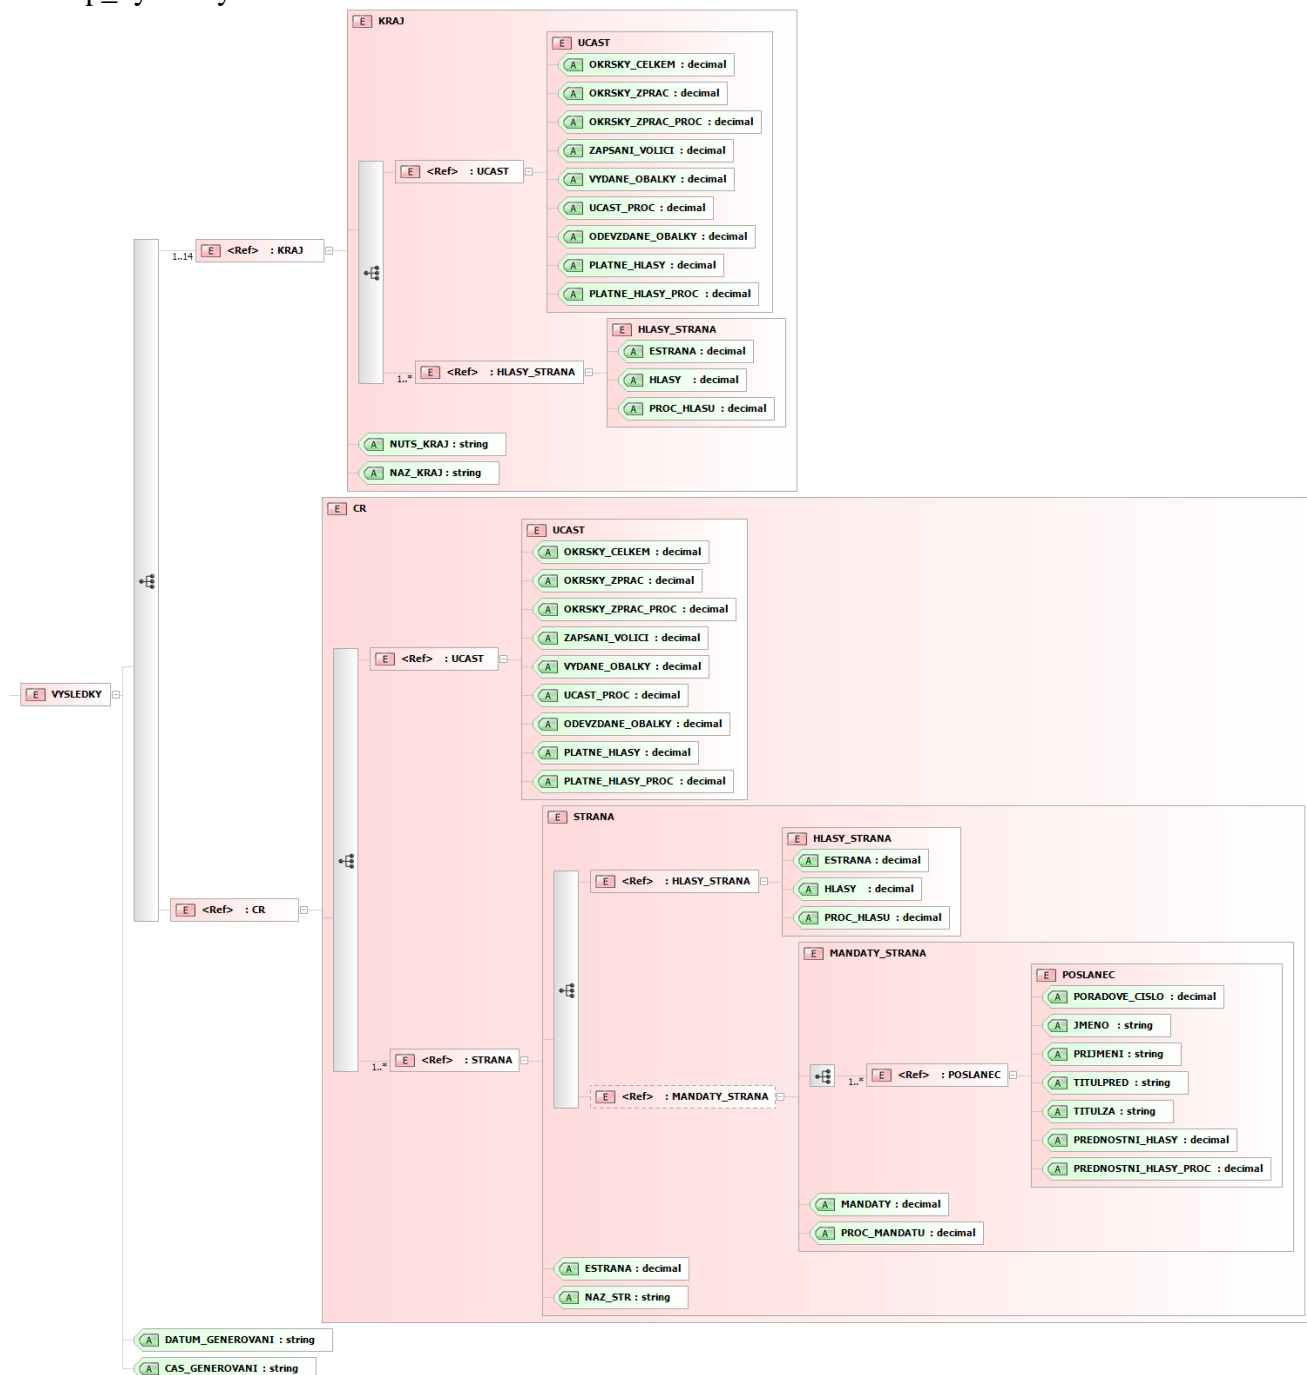 E KRAJ
E UCAST
A OKRSKY_CELKEM : decimal
A OKRSKY_ZPRAC : decimal
A OKRSKY_ZPRAC_PROC : decimal
A ZAPSANI_VOLICI : decimal
E <Ref> : UCAST
A VYDANE_OBALKY : decimal
A UCAST_PROC : decimal
A ODEVZDANE_OBALKY : decimal
1..14 E <Ref> : KRAJ
A PLATNE_HLASY : decimal
A PLATNE_HLASY_PROC : decimal
E HLASY_STRANA
A ESTRANA : decimal
1..* E <Ref> : HLASY_STRANA
A HLASY : decimal
A PROC_HLASU : decimal
A NUTS_KRAJ : string
A NAZ_KRAJ : string
E CR
E UCAST
A OKRSKY_CELKEM : decimal
A OKRSKY_ZPRAC : decimal
A OKRSKY_ZPRAC_PROC : decimal
A ZAPSANI_VOLICI : decimal
E <Ref> : UCAST
A VYDANE_OBALKY : decimal
E VYSLEDKY
A UCAST_PROC : decimal
A ODEVZDANE_OBALKY : decimal
A PLATNE_HLASY : decimal
A PLATNE_HLASY_PROC : decimal
E STRANA
E HLASY_STRANA
A ESTRANA : decimal
E <Ref> : HLASY_STRANA
A HLASY : decimal
E <Ref> : CR
A PROC_HLASU : decimal
E MANDATY_STRANA
E POSLANEC
A PORADOVE_CISLO : decimal
A JMENO : string
A PRIJMENI : string
1..* E <Ref> : STRANA
1..* E <Ref> : POSLANEC
A TITULPRED : string
E <Ref> : MANDATY_STRANA
A TITULZA : string
A PREDNOSTNI_HLASY : decimal
A PREDNOSTNI_HLASY_PROC : decimal
A MANDATY : decimal
A PROC_MANDATU : decimal
A ESTRANA : decimal
A NAZ_STR : string
A DATUM_GENEROVANI : string
A CAS_GENEROVANI : string